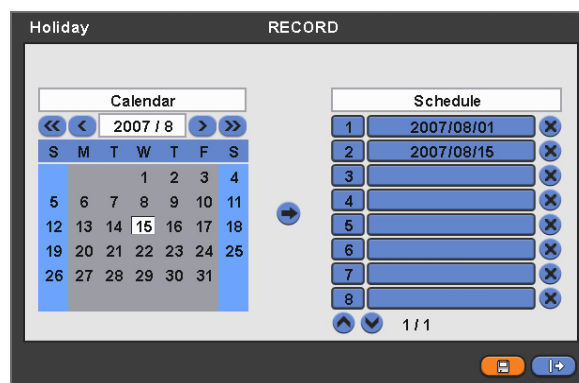 Holiday RECORD
Calendar
2007 / 8
S M T W T F S
1 2 3 4
5 6 7 8 9 10 11
12 13 14 15 16 17 18
19 20 21 22 23 24 25
26 27 28 29 30 31
Schedule
1 2007/08/01
2 2007/08/15
3
4
5
6
7
8
1 / 1